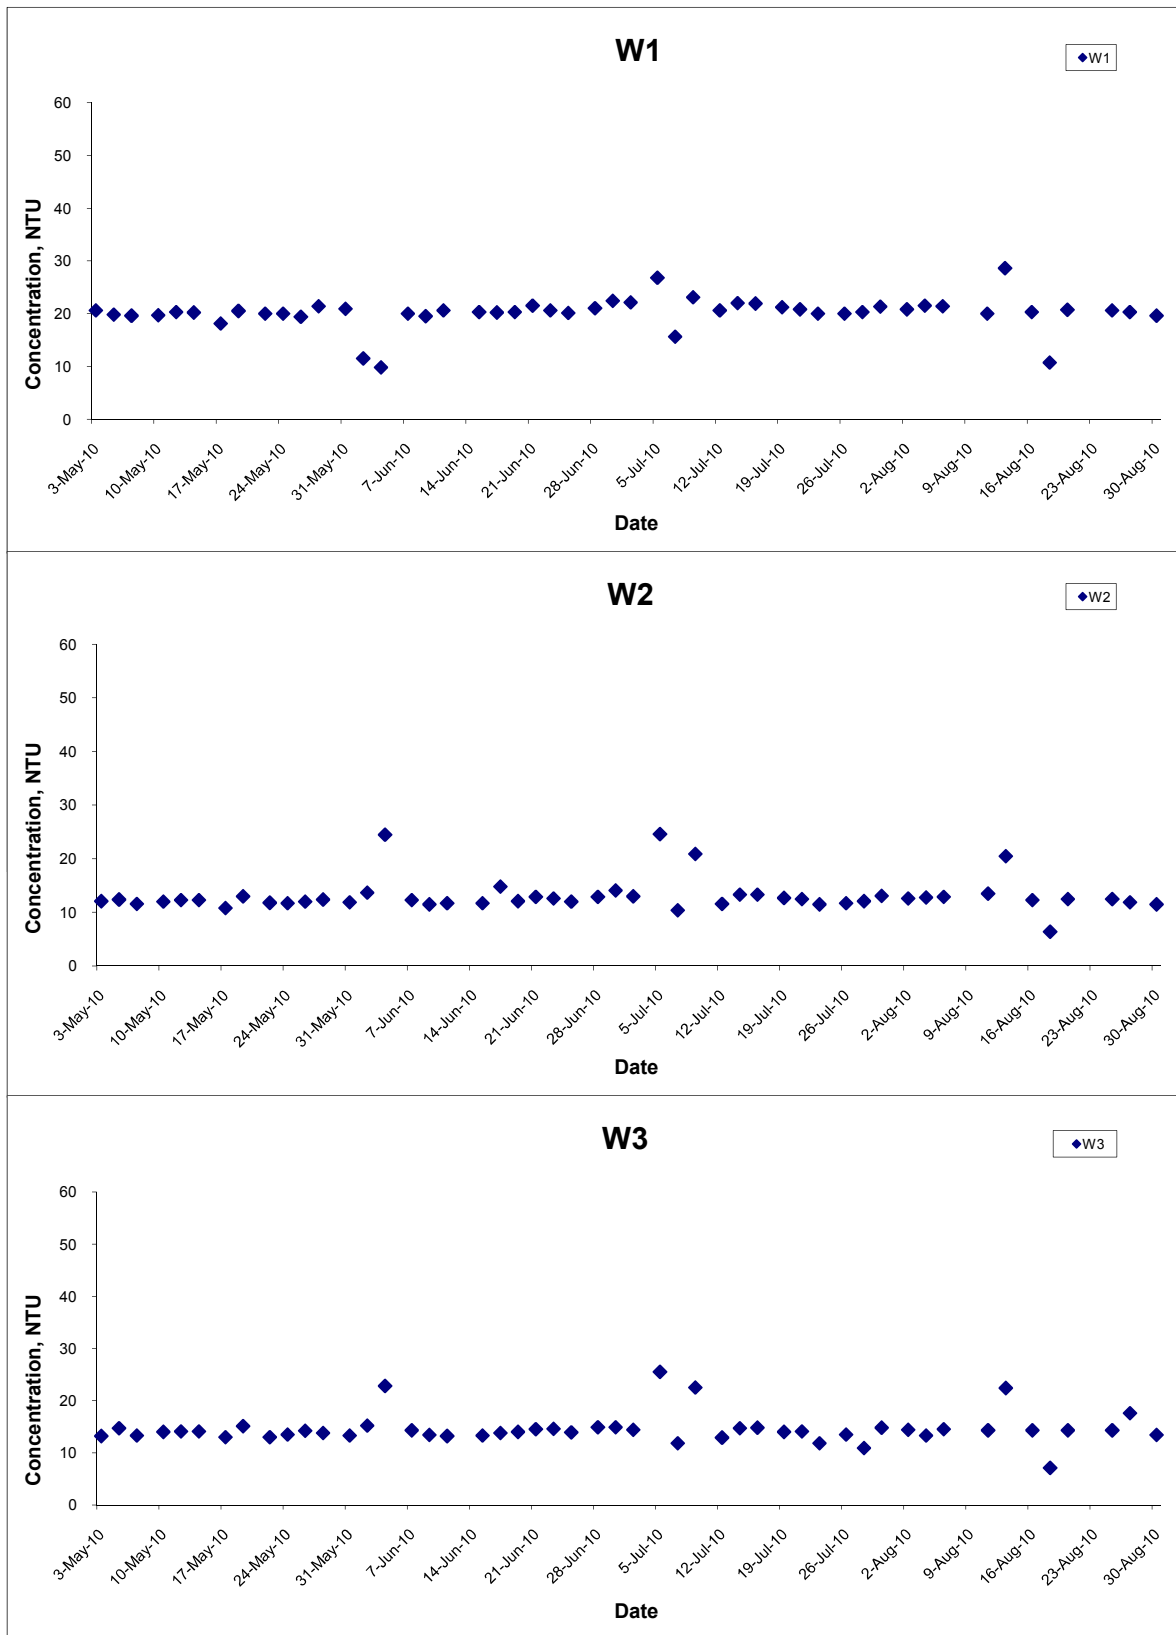 W1
W1
60
50
40
30
20
10
0
Concentration, NTU
3-May-10
10-May-10
17-May-10
24-May-10
31-May-10
7-Jun-10
14-Jun-10
21-Jun-10
28-Jun-10
5-Jul-10
12-Jul-10
19-Jul-10
26-Jul-10
2-Aug-10
9-Aug-10
16-Aug-10
23-Aug-10
30-Aug-10
Date
W2
W2
60
50
40
30
20
10
0
Concentration, NTU
3-May-10
10-May-10
17-May-10
24-May-10
31-May-10
7-Jun-10
14-Jun-10
21-Jun-10
28-Jun-10
5-Jul-10
12-Jul-10
19-Jul-10
26-Jul-10
2-Aug-10
9-Aug-10
16-Aug-10
23-Aug-10
30-Aug-10
Date
W3
W3
60
50
40
30
20
10
0
Concentration, NTU
3-May-10
10-May-10
17-May-10
24-May-10
31-May-10
7-Jun-10
14-Jun-10
21-Jun-10
28-Jun-10
5-Jul-10
12-Jul-10
19-Jul-10
26-Jul-10
2-Aug-10
9-Aug-10
16-Aug-10
23-Aug-10
30-Aug-10
Date